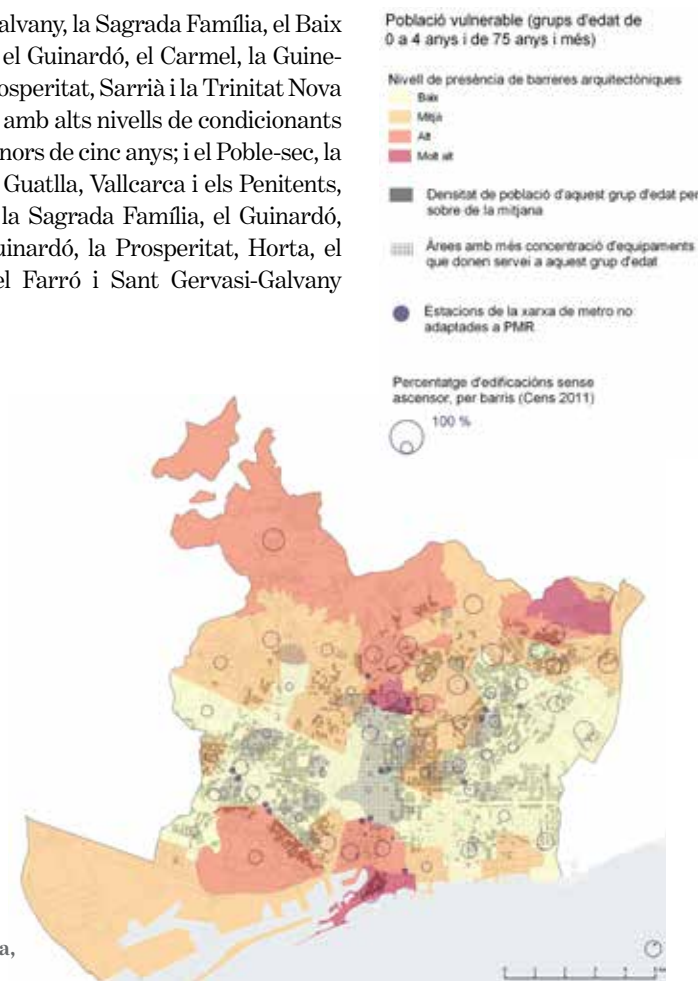 alvany, la Sagrada Família, el Baix
el Guinardó, el Carmel, la Guine-
osperitat, Sarrià i la Trinitat Nova
amb alts nivells de condicionants
nors de cinc anys; i el Poble-sec, la
Guatlla, Vallcarca i els Penitents,
la Sagrada Família, el Guinardó,
uinardó, la Prosperitat, Horta, el
el Farró i Sant Gervasi-Galvany
Població vulnerable (grups d'edat de
0 a 4 anys i de 75 anys i més)
Nivell de presència de barreres arquitectòniques
Baix
Mitjà
Alt
Molt alt
Densitat de població d'aquest grup d'edat per
sobre de la mitjana
Àrees amb més concentració d'equipaments
que donen servei a aquest grup d'edat
Estacions de la xarxa de metro no
adaptades a PMR
Percentatge d'edificacións sense
ascensor, per barris (Cens 2011)
100 %
a,